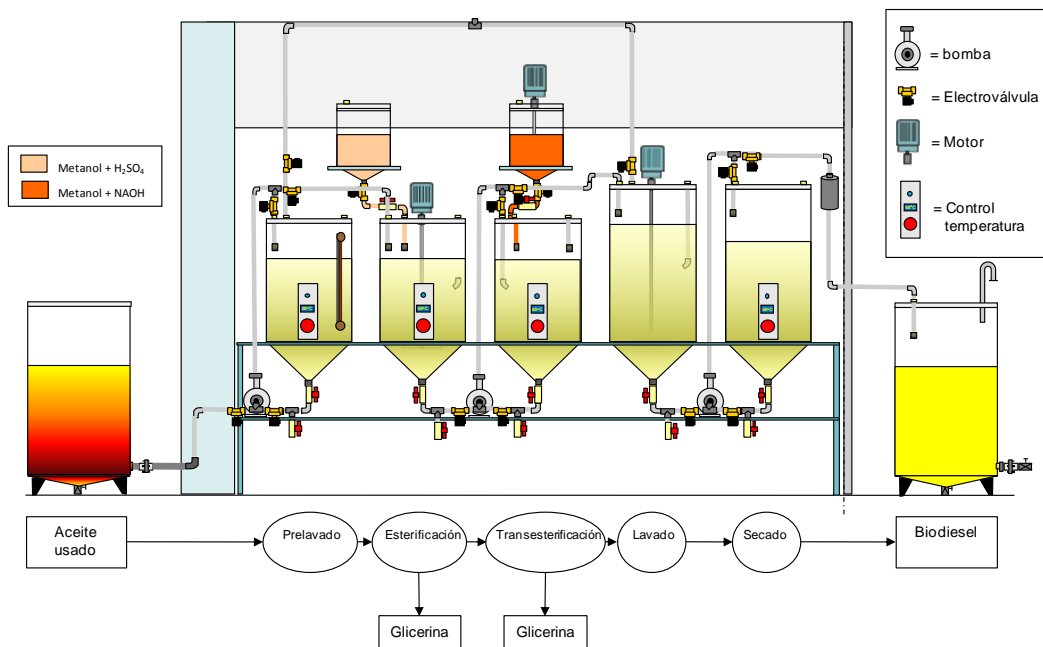 = bomba
= Electroválvula
= Motor
= Control
temperatura
Metanol + H₂SO₄
Metanol + NAOH
Aceite
usado
Prelavado
Esterificación
Transesterificación
Lavado
Secado
Biodiesel
Glicerina
Glicerina